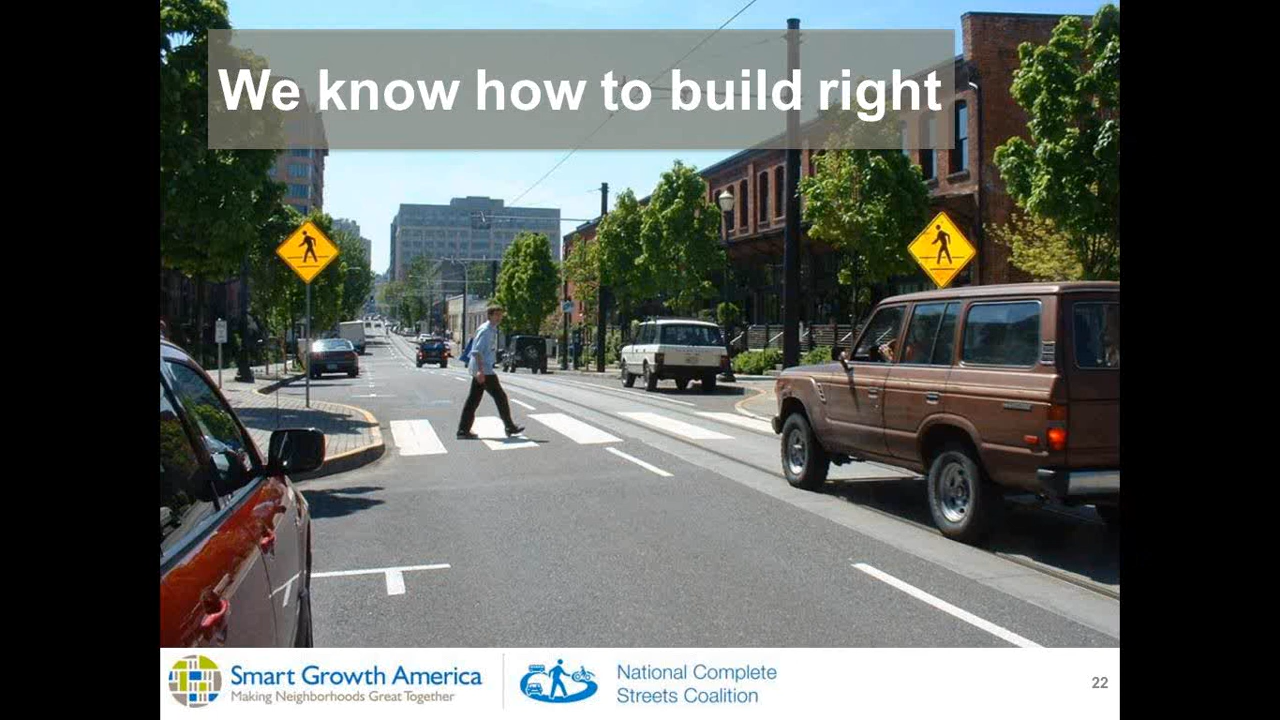 We know how to build right
Smart Growth America
Making Neighborhoods Great Together
National Complete
Streets Coalition
22